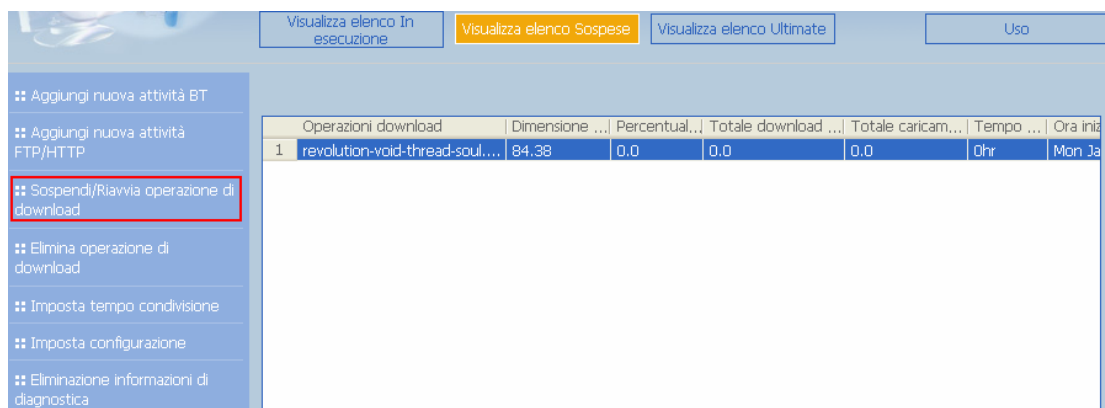 Visualizza elenco In
esecuzione
Visualizza elenco Sospese
Visualizza elenco Ultimate
Uso
:: Aggiungi nuova attività BT
:: Aggiungi nuova attività
FTP/HTTP
:: Sospendi/Riavvia operazione di
download
:: Elimina operazione di
download
:: Imposta tempo condivisione
:: Imposta configurazione
:: Eliminazione informazioni di
diagnostica
Operazioni download Dimensione ... Percentual... Totale download ... Totale caricam... Tempo ... Ora iniz
1 revolution-void-thread-soul.... 84.38 0.0 0.0 0.0 0hr Mon Ja